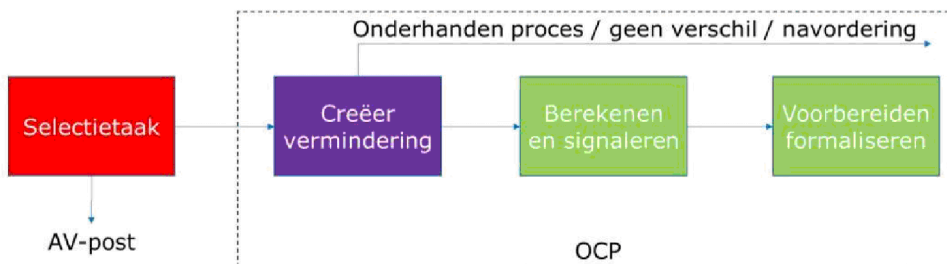 Onderhanden proces / geen verschil / navordering
Selectietaak
Creëer
vermindering
Berekenen
en signaleren
Voorbereiden
formaliseren
AV-post
OCP